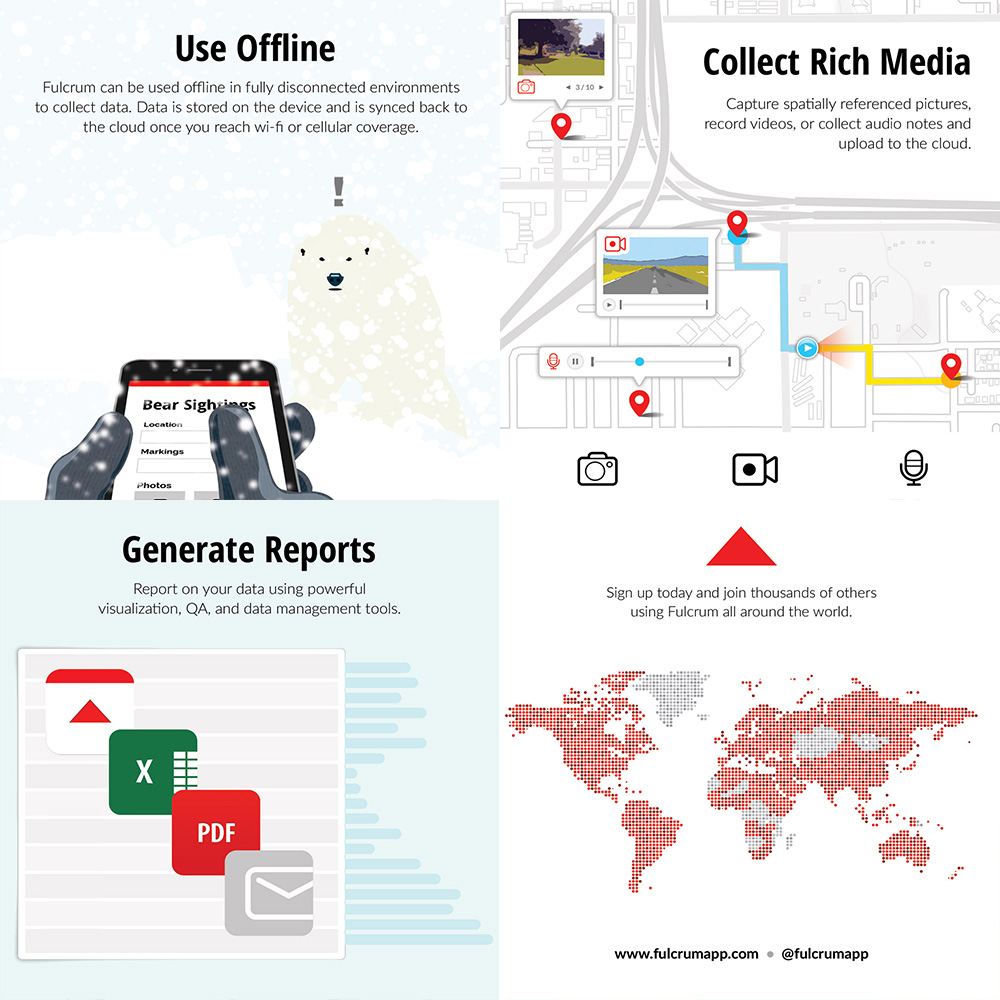 Use Offline
Fulcrum can be used offline in fully disconnected environments
to collect data. Data is stored on the device and is synced back to
the cloud once you reach wi-fi or cellular coverage.
!
Bear Sightings
Location
Markings
Photos
Collect Rich Media
Capture spatially referenced pictures,
record videos, or collect audio notes and
upload to the cloud.
3/10
Generate Reports
Report on your data using powerful
visualization, QA, and data management tools.
X
PDF
Sign up today and join thousands of others
using Fulcrum all around the world.
www.fulcrumapp.com • @fulcrumapp